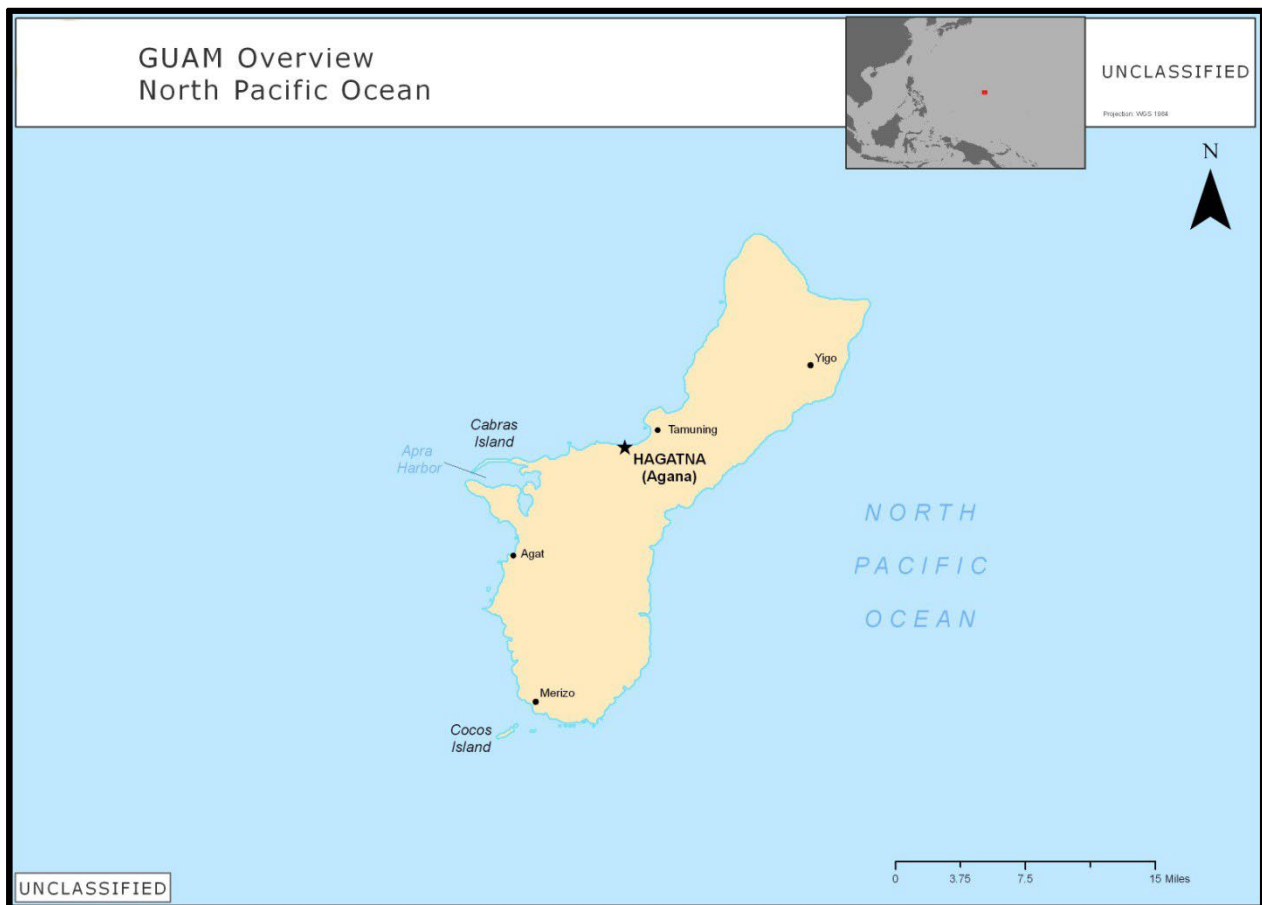 GUAM Overview
North Pacific Ocean
UNCLASSIFIED
Projection: WGS 1984
N
Yigo
Tamuning
Cabras
Island
Apra
Harbor
HAGATNA
(Agana)
NORTH
PACIFIC
OCEAN
Agat
Merizo
Cocos
Island
0 3.75 7.5 15 Miles
UNCLASSIFIED